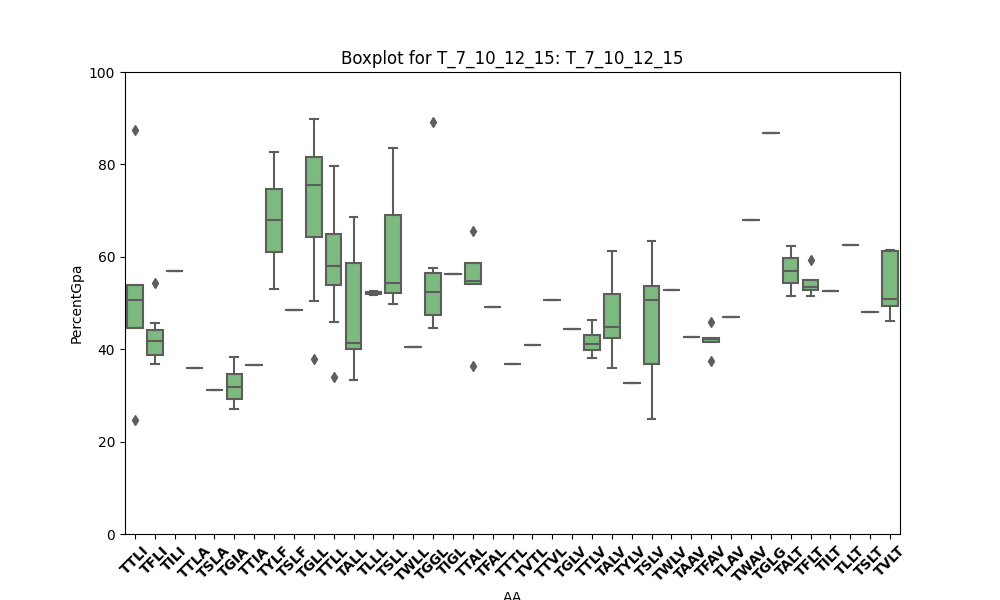 Boxplot for T_7_10_12_15: T_7_10_12_15
100
80
60
40
20
0
PercentGpa
TTLI TFLI TILI TTLA TSLA TGIA TTIA TYLF TSLF TGLL TTLL TALL TLLL TSLL TWLL TGGL TIGL TTAL TFAL TTTL TVTL TTVL TGLV TTLV TALV TYLV TSLV TWLV TAAV TFAV TLAV TWAV TGLG TALT TFLT TILT TLLT TSLT TVLT
AA